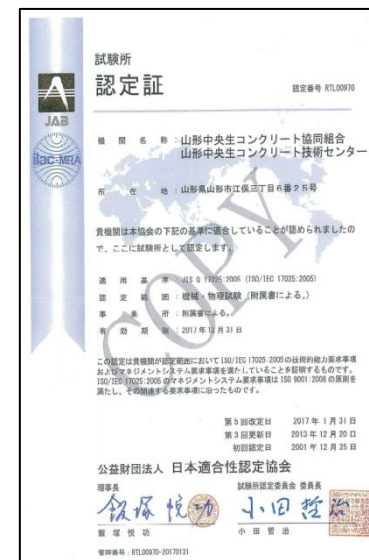 試験所
認定証
認定番号 RTL00970
JAB
ilac-MRA
機関名称:山形中央生コンクリート協同組合
山形中央生コンクリート技術センター
所在地:山形県山形市江俣三丁目6番25号
貴機関は本協会の下記の基準に適合していることが認められましたの
で、ここに試験所として認定します。
適用基準:JIS Q 17025:2005 (ISO/IEC 17025:2005)
認定範囲:機械・物理試験(附属書による。)
事業所:附属書による。
有効期限:2017年12月31日
COPY
この認定は貴機関が認定範囲においてISO/IEC 17025:2005の技術的能力要求事項
およびマネジメントシステム要求事項を満たしていることを証明するものです。
ISO/IEC 17025:2005のマネジメントシステム要求事項はISO 9001:2008の原則を
満たし、その関連する要求事項に沿ったものです。
第5回改定日 2017年1月31日
第3回更新日 2013年12月20日
初回認定日 2001年12月25日
公益財団法人 日本適合性認定協会
理事長
飯塚悦功
飯塚 悦功
試験所認定委員会 委員長
小田哲治
小田 哲治
管理番号:RTL00970-20170131